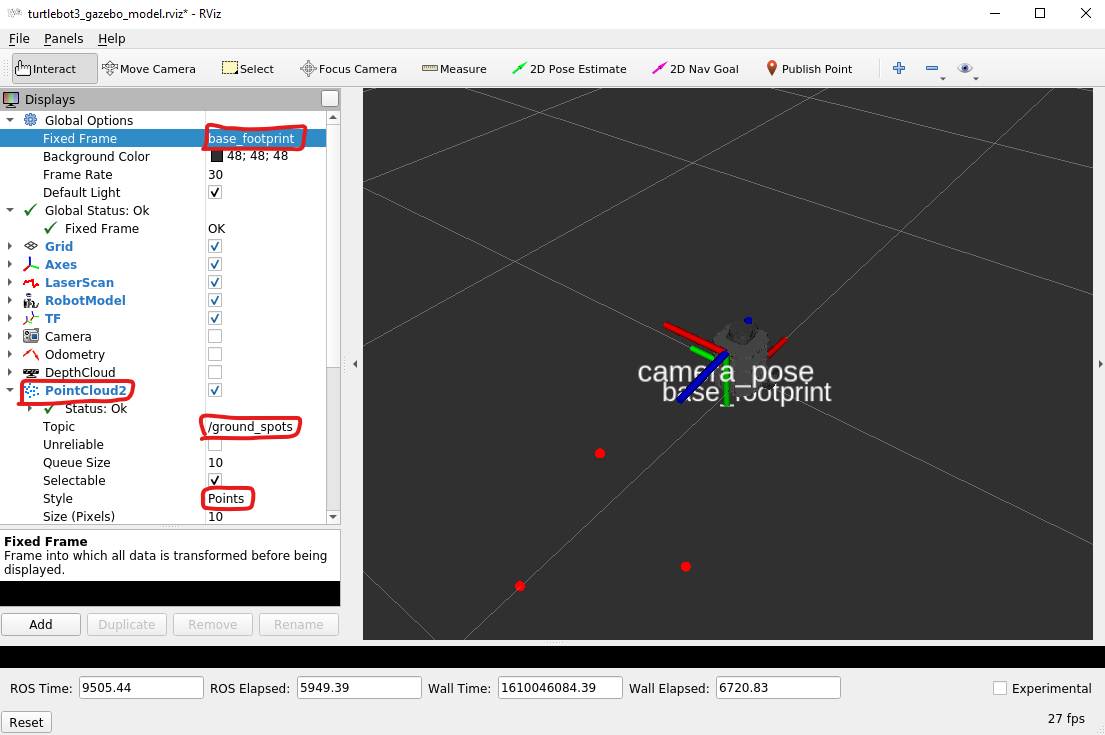 turtlebot3_gazebo_model.rviz* - RViz
File Panels Help
Interact Move Camera Select Focus Camera Measure 2D Pose Estimate 2D Nav Goal Publish Point
Displays
Global Options
Fixed Frame base_footprint
Background Color 48; 48; 48
Frame Rate 30
Default Light
Global Status: Ok
Fixed Frame OK
Grid
Axes
LaserScan
RobotModel
TF
Camera
Odometry
DepthCloud
PointCloud2
Status: Ok
Topic /ground_spots
Unreliable
Queue Size 10
Selectable
Style Points
Size (Pixels) 10
Fixed Frame
Frame into which all data is transformed before being
displayed.
Add Duplicate Remove Rename
camera_pose
base_footprint
ROS Time: 9505.44 ROS Elapsed: 5949.39 Wall Time: 1610046084.39 Wall Elapsed: 6720.83 Experimental
Reset 27 fps